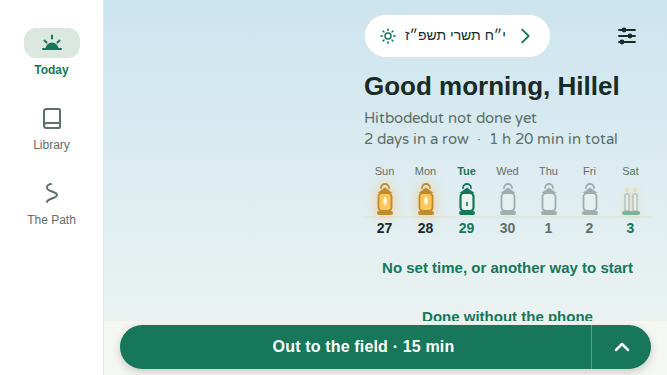 Today
Library
The Path
י״ח תשרי תשפ״ז
Good morning, Hillel
Hitbodedut not done yet
2 days in a row · 1 h 20 min in total
Sun Mon Tue Wed Thu Fri Sat
27 28 29 30 1 2 3
No set time, or another way to start
Done without the phone
Out to the field · 15 min